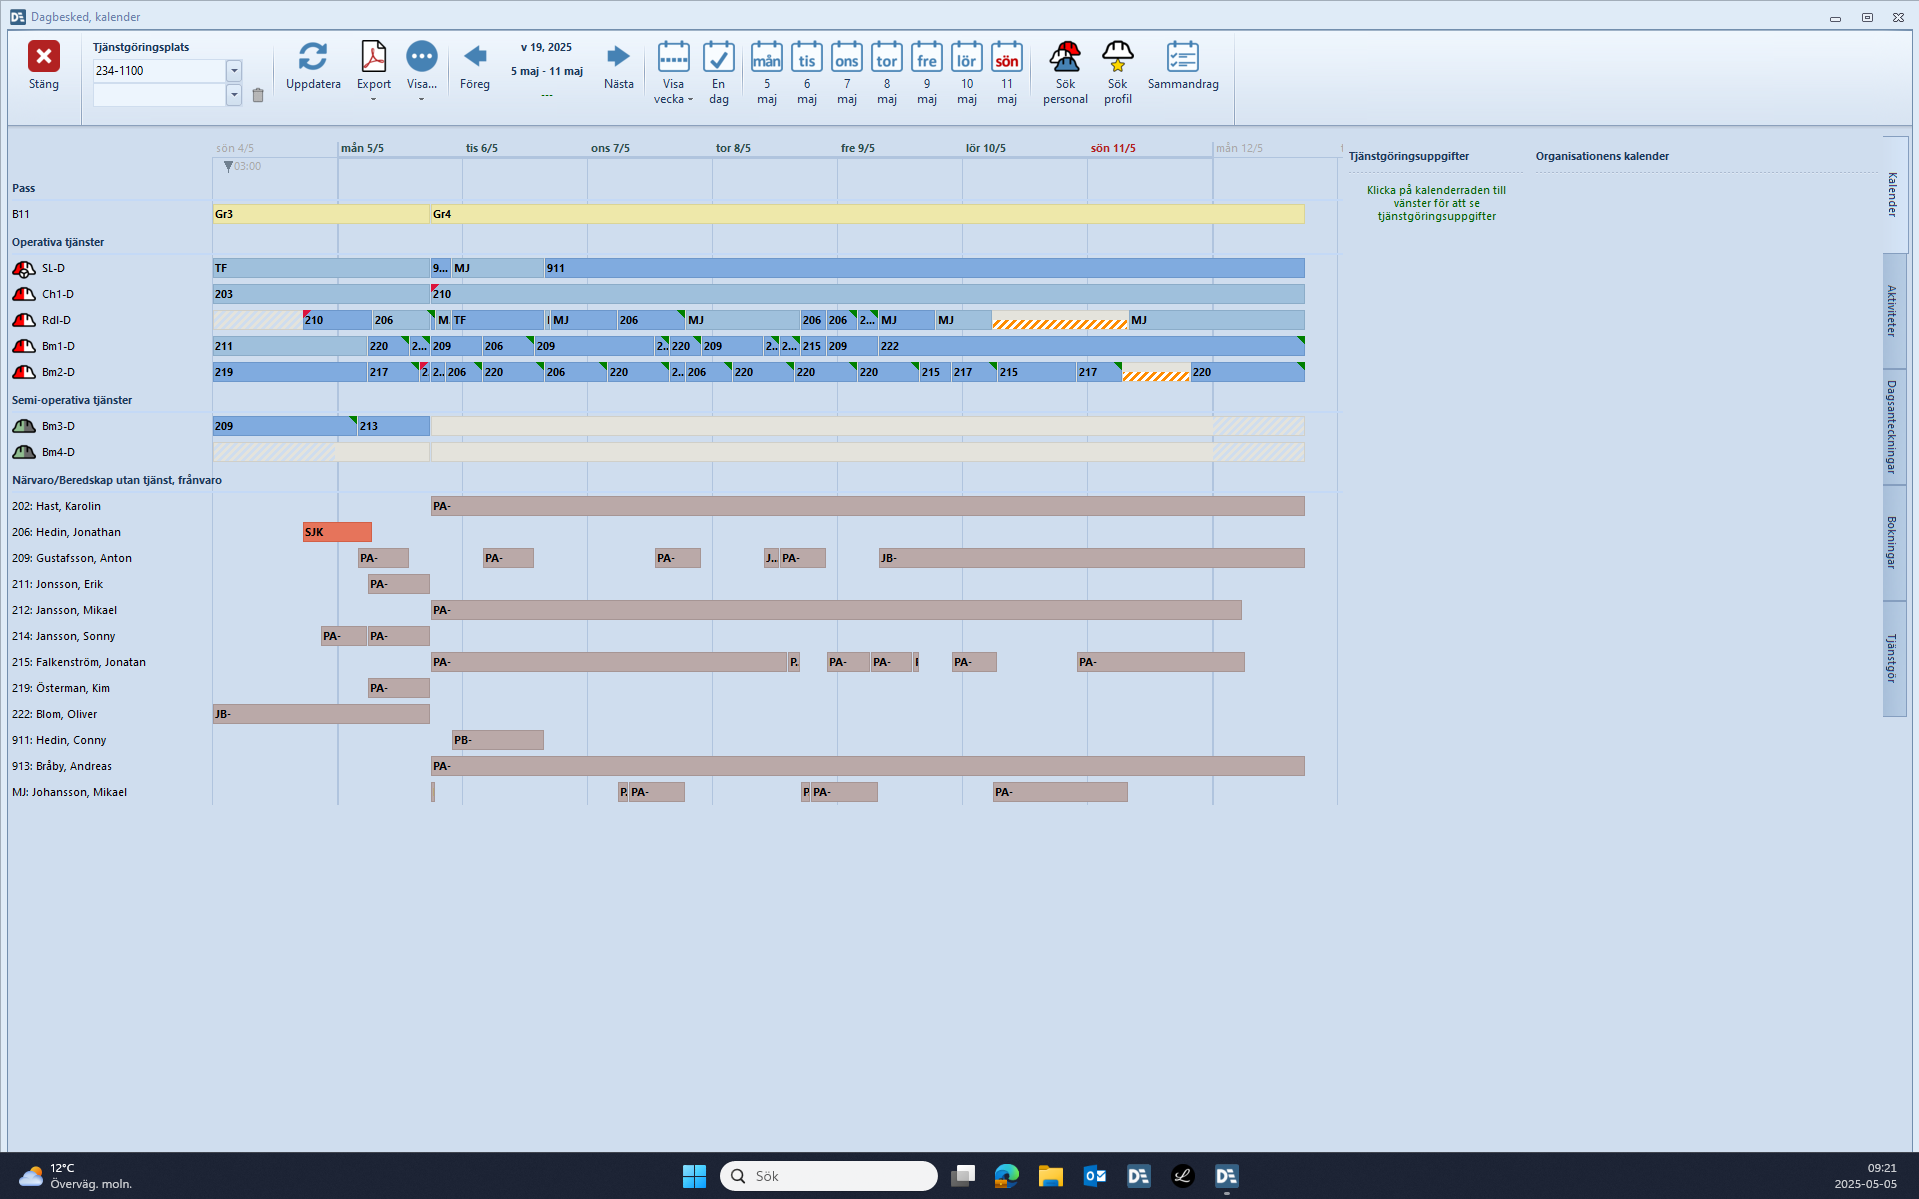 Dagbesked, kalender
Stäng
Tjänstgöringsplats
234-1100
Uppdatera
Export
Visa...
Föreg
v 19, 2025
5 maj - 11 maj
---
Nästa
Visa vecka
En dag
mån 5 maj
tis 6 maj
ons 7 maj
tor 8 maj
fre 9 maj
lör 10 maj
sön 11 maj
Sök personal
Sök profil
Sammandrag
sön 4/5 mån 5/5 tis 6/5 ons 7/5 tor 8/5 fre 9/5 lör 10/5 sön 11/5 mån 12/5
03:00
Pass
B11 Gr3 Gr4
Operativa tjänster
SL-D TF 9... MJ 911
Ch1-D 203 210
Rdl-D 210 206 M TF MJ 206 MJ 206 206 2... MJ MJ MJ
Bm1-D 211 220 2... 209 206 209 2.. 220 209 2.. 2... 215 209 222
Bm2-D 219 217 2 2.. 206 220 206 220 2.. 206 220 220 220 215 217 215 217 220
Semi-operativa tjänster
Bm3-D 209 213
Bm4-D
Närvaro/Beredskap utan tjänst, frånvaro
202: Hast, Karolin PA-
206: Hedin, Jonathan SJK
209: Gustafsson, Anton PA- PA- PA- J.. PA- JB-
211: Jonsson, Erik PA-
212: Jansson, Mikael PA-
214: Jansson, Sonny PA- PA-
215: Falkenström, Jonatan PA- P. PA- PA- PA- PA-
219: Österman, Kim PA-
222: Blom, Oliver JB-
911: Hedin, Conny PB-
913: Bråby, Andreas PA-
MJ: Johansson, Mikael P. PA- P PA- PA-
Tjänstgöringsuppgifter
Klicka på kalenderraden till
vänster för att se
tjänstgöringsuppgifter
Organisationens kalender
Kalender
Aktiviteter
Dagsanteckningar
Bokningar
Tjänstgör
12°C
Överväg. moln.
Sök
09:21
2025-05-05